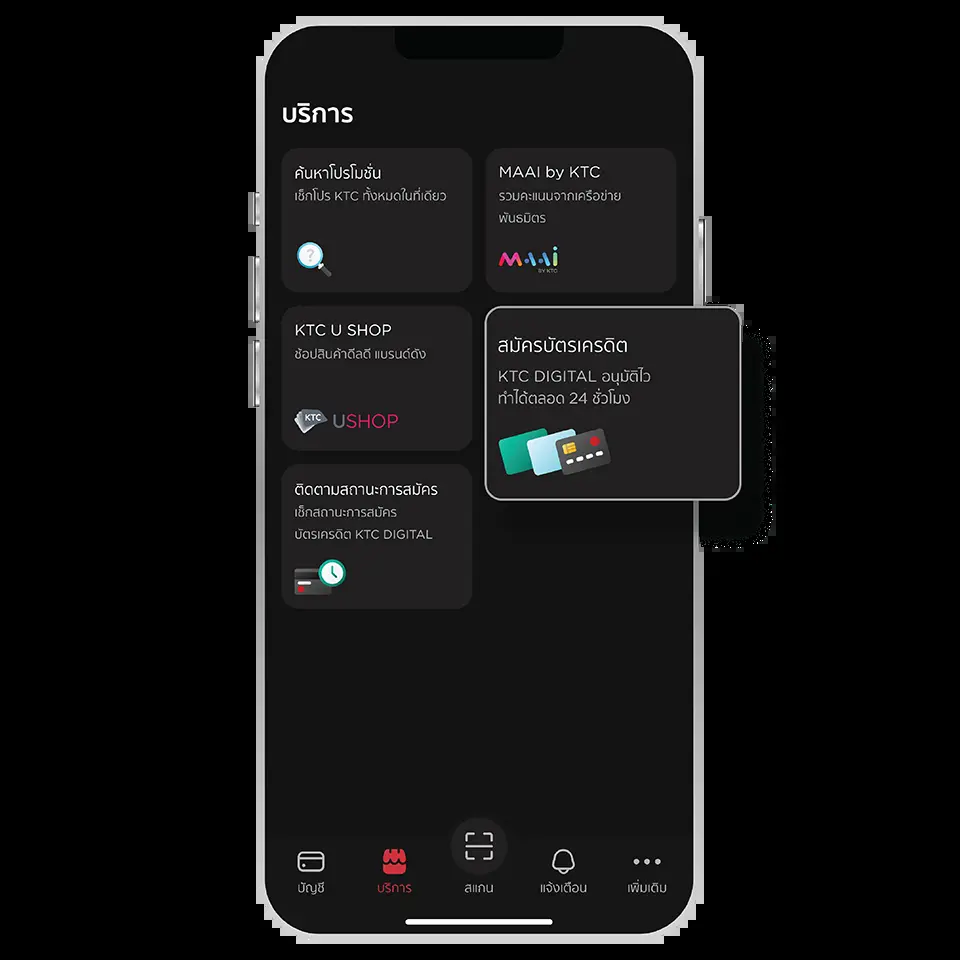 บริการ
ค้นหาโปรโมชั่น
เช็กโปร KTC ทั้งหมดในที่เดียว
MAAI by KTC
รวมคะแนนจากเครือข่าย
พันธมิตร
MAAi
BY KTC
KTC U SHOP
ช้อปสินค้าดีลดี แบรนด์ดัง
KTC USHOP
สมัครบัตรเครดิต
KTC DIGITAL อนุมัติไว
ทำได้ตลอด 24 ชั่วโมง
ติดตามสถานะการสมัคร
เช็กสถานะการสมัคร
บัตรเครดิต KTC DIGITAL
บัญชี
บริการ
สแกน
แจ้งเตือน
เพิ่มเติม